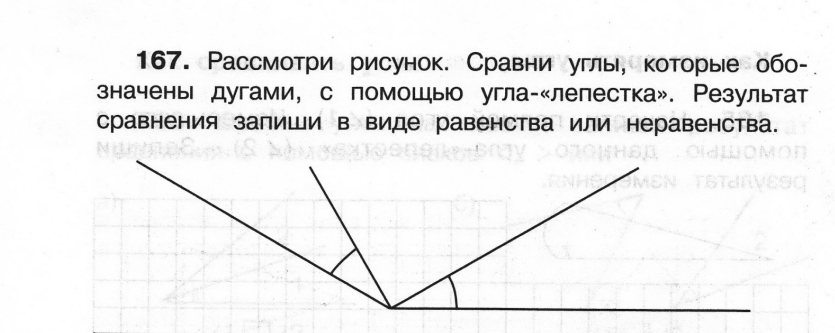 167. Рассмотри рисунок. Сравни углы, которые обо-
значены дугами, с помощью угла-«лепестка». Результат
сравнения запиши в виде равенства или неравенства.